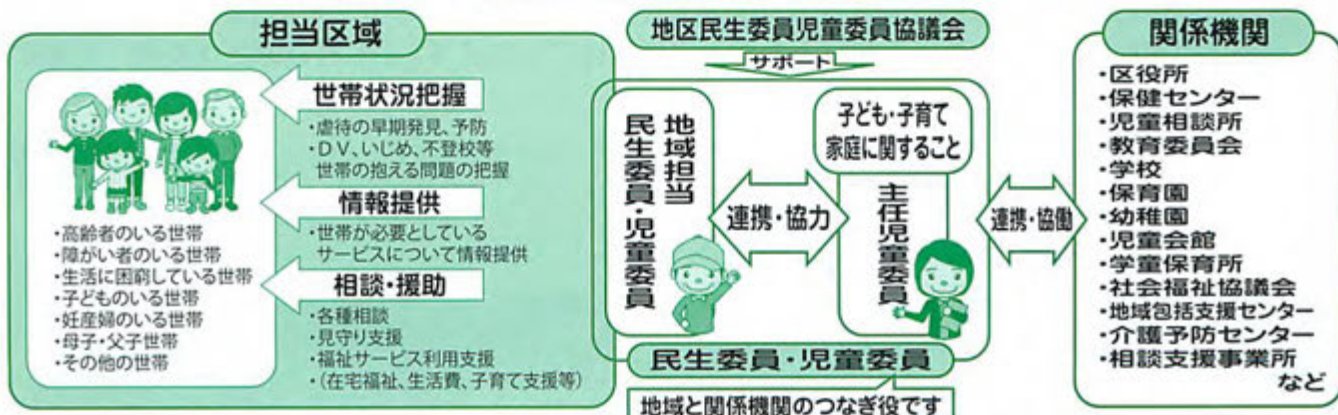 担当区域
世帯状況把握
・虐待の早期発見、予防
・DV、いじめ、不登校等
世帯の抱える問題の把握
情報提供
・世帯が必要としている
サービスについて情報提供
相談・援助
・各種相談
・見守り支援
・福祉サービス利用支援
・(在宅福祉、生活費、子育て支援等)
・高齢者のいる世帯
・障がい者のいる世帯
・生活に困窮している世帯
・子どものいる世帯
・妊産婦のいる世帯
・母子・父子世帯
・その他の世帯
地区民生委員児童委員協議会
サポート
地域担当
民生委員・児童委員
連携・協力
子ども・子育て
家庭に関すること
主任児童委員
民生委員・児童委員
地域と関係機関のつなぎ役です
連携・協働
関係機関
・区役所
・保健センター
・児童相談所
・教育委員会
・学校
・保育園
・幼稚園
・児童会館
・学童保育所
・社会福祉協議会
・地域包括支援センター
・介護予防センター
・相談支援事業所
など